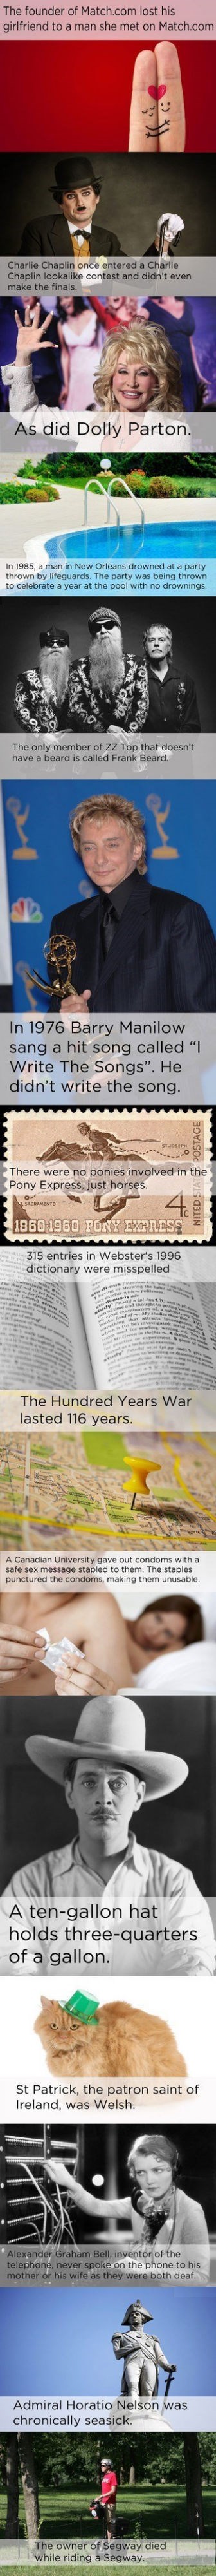 The founder of Match.com lost his
girlfriend to a man she met on Match.com
Charlie Chaplin once entered a Charlie
Chaplin lookalike contest and didn't even
make the finals.
As did Dolly Parton.
In 1985, a man in New Orleans drowned at a party
thrown by lifeguards. The party was being thrown
to celebrate a year at the pool with no drownings
The only member of ZZ Top that doesn't
have a beard is called Frank Beard.
In 1976 Barry Manilow
sang a hit song called "I
Write The Songs". He
didn't write the song.
ST. JOSEPH
There were no ponies involved in the
Pony Express, just horses.
SACRAMENTO
4¢
POSTAGE
1860·1960 PONY EXPRESS
315 entries in Webster's 1996
dictionary were misspelled
The Hundred Years War
lasted 116 years.
A Canadian University gave out condoms with a
safe sex message stapled to them. The staples
punctured the condoms, making them unusable.
A ten-gallon hat
holds three-quarters
of a gallon.
St Patrick, the patron saint of
Ireland, was Welsh.
Alexander Graham Bell, inventor of the
telephone, never spoke on the phone to his
mother or his wife as they were both deaf.
Admiral Horatio Nelson was
chronically seasick.
The owner of Segway died
while riding a Segway.